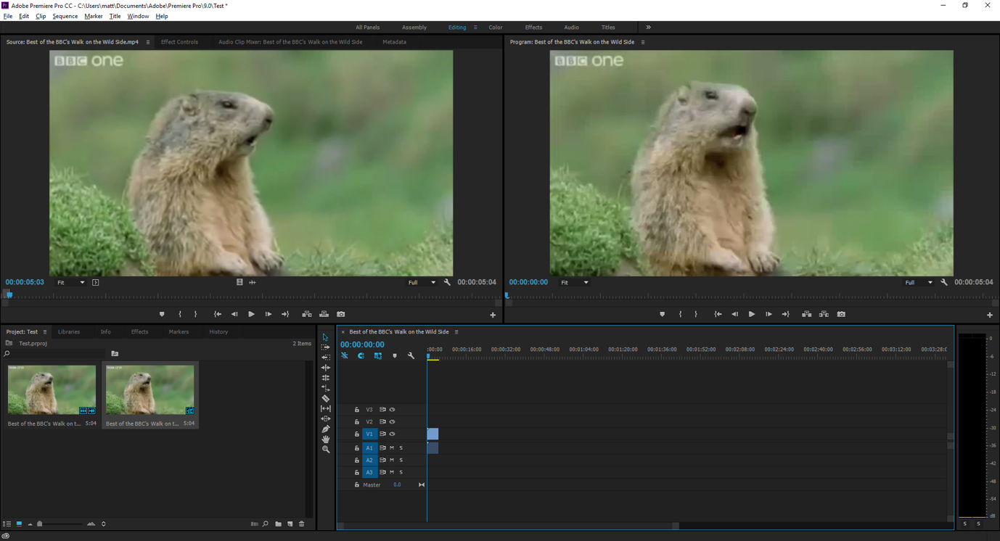 Adobe Premiere Pro CC - C:\Users\matt\Documents\Adobe\Premiere Pro\9.0\Test *
File Edit Clip Sequence Marker Title Window Help
All Panels Assembly Editing Color Effects Audio Titles
Source: Best of the BBC's Walk on the Wild Side.mp4 Effect Controls Audio Clip Mixer: Best of the BBC's Walk on the Wild Side Metadata
Program: Best of the BBC's Walk on the Wild Side
BBC one
BBC one
00:00:05:03 Fit Full 00:00:05:04
00:00:00:00 Fit Full 00:00:05:04
Project: Test Libraries Info Effects Markers History
Test.prproj 2 Items
Best of the BBC's Walk on t... 5:04
Best of the BBC's Walk on t... 5:04
Best of the BBC's Walk on the Wild Side
00:00:00:00
:00:00 00:00:16:00 00:00:32:00 00:00:48:00 00:01:04:00 00:01:20:00 00:01:36:00 00:01:52:00 00:02:08:00 00:02:24:00 00:02:40:00 00:02:56:00 00:03:12:00 00:03:28:0
V3
V2
V1
A1 M S
A2 M S
A3 M S
Master 0.0
0
-6
-12
-18
-24
-30
-36
-42
-48
-54
dB
S S